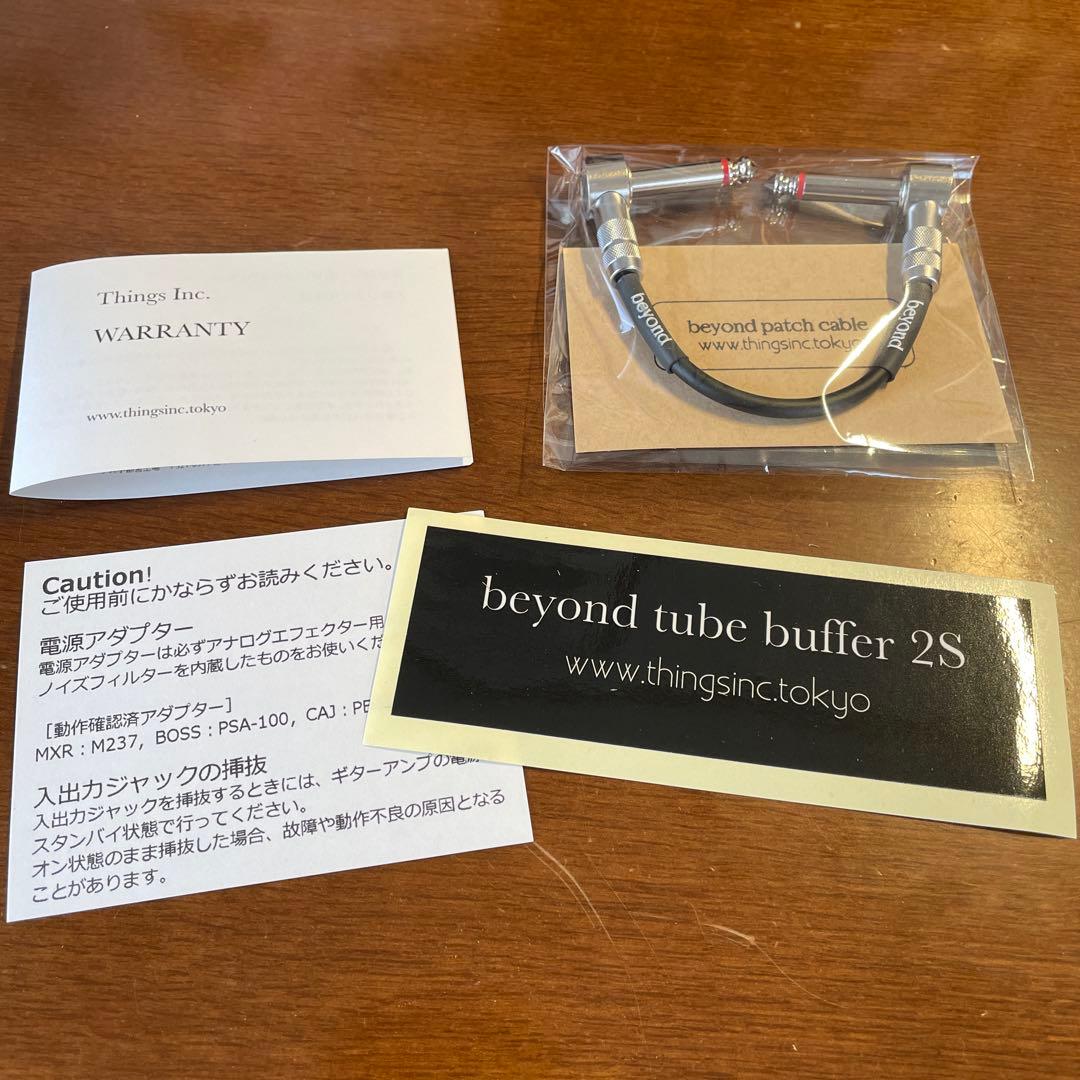 Things Inc.
WARRANTY
www.thingsinc.tokyo
beyond
beyond
beyond patch cable
www.thingsinc.tokyo
Caution!
ご使用前にかならずお読みください。
電源アダプター
電源アダプターは必ずアナログエフェクター用
ノイズフィルターを内蔵したものをお使いくだ
［動作確認済アダプター］
MXR：M237，BOSS：PSA-100，CAJ：
入出力ジャックの挿抜
入出力ジャックを挿抜するときには、ギターアンプの電源
スタンバイ状態で行ってください。
オン状態のまま挿抜した場合、故障や動作不良の原因となる
ことがあります。
beyond tube buffer 2S
www.thingsinc.tokyo